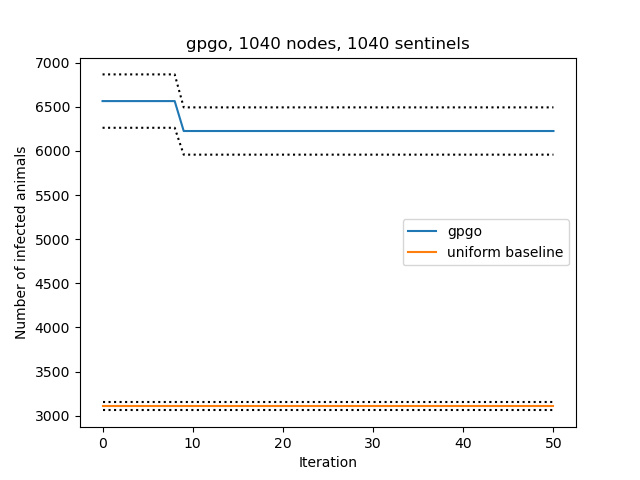 gpgo, 1040 nodes, 1040 sentinels
Number of infected animals
7000
6500
6000
5500
5000
4500
4000
3500
3000
gpgo
uniform baseline
0 10 20 30 40 50
Iteration